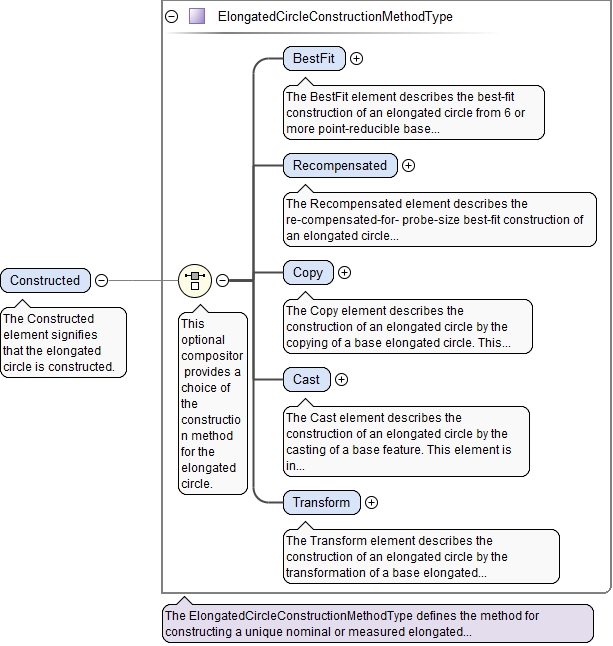 ElongatedCircleConstructionMethodType
BestFit
The BestFit element describes the best-fit
construction of an elongated circle from 6 or
more point-reducible base...
Recompensated
The Recompensated element describes the
re-compensated-for- probe-size best-fit construction of
an elongated circle...
Constructed
The Constructed
element signifies
that the elongated
circle is constructed.
This
optional
compositor
provides a
choice of
the
constructio
n method
for the
elongated
circle.
Copy
The Copy element describes the
construction of an elongated circle by the
copying of a base elongated circle. This...
Cast
The Cast element describes the
construction of an elongated circle by the
casting of a base feature. This element is
in...
Transform
The Transform element describes the
construction of an elongated circle by the
transformation of a base elongated...
The ElongatedCircleConstructionMethodType defines the method for
constructing a unique nominal or measured elongated...